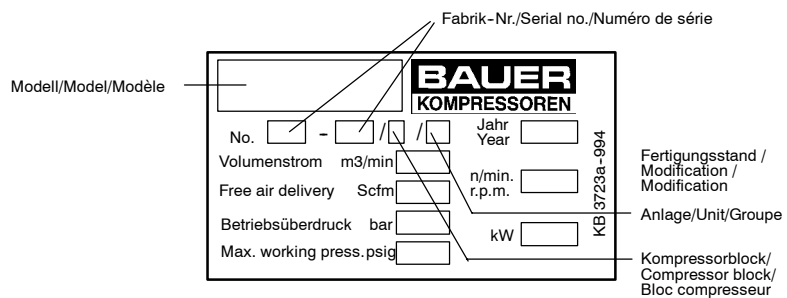 Fabrik-Nr./Serial no./Numéro de série
Modell/Model/Modèle
BAUER
KOMPRESSOREN
No. - / /
Jahr
Year
Volumenstrom m3/min
Free air delivery Scfm
n/min.
r.p.m.
Betriebsüberdruck bar
kW
Max. working press. psig
KB 3723a-994
Fertigungsstand /
Modification /
Modification
Anlage/Unit/Groupe
Kompressorblock/
Compressor block/
Bloc compresseur